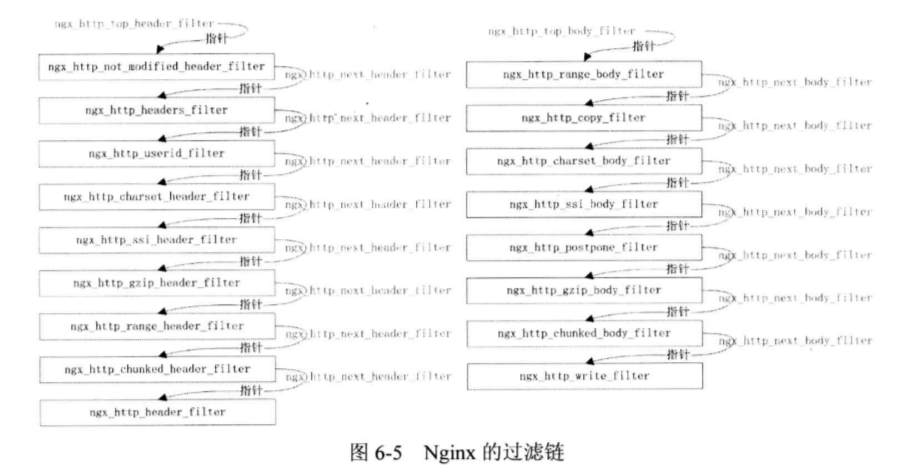 ngx_http_top_header_filter
指针
ngx_http_not_modified_header_filter
ngx_http_next_header_filter
指针
ngx_http_headers_filter
ngx_http_next_header_filter
指针
ngx_http_userid_filter
ngx_http_next_header_filter
指针
ngx_http_charset_header_filter
ngx_http_next_header_filter
指针
ngx_http_ssi_header_filter
ngx_http_next_header_filter
指针
ngx_http_gzip_header_filter
ngx_http_next_header_filter
指针
ngx_http_range_header_filter
ngx_http_next_header_filter
指针
ngx_http_chunked_header_filter
ngx_http_next_header_filter
指针
ngx_http_header_filter
ngx_http_top_body_filter
指针
ngx_http_range_body_filter
ngx_http_next_body_filter
指针
ngx_http_copy_filter
ngx_http_next_body_filter
指针
ngx_http_charset_body_filter
ngx_http_next_body_filter
指针
ngx_http_ssi_body_filter
ngx_http_next_body_filter
指针
ngx_http_postpone_filter
ngx_http_next_body_filter
指针
ngx_http_gzip_body_filter
ngx_http_next_body_filter
指针
ngx_http_chunked_body_filter
ngx_http_next_body_filter
指针
ngx_http_write_filter
图 6-5 Nginx 的过滤链